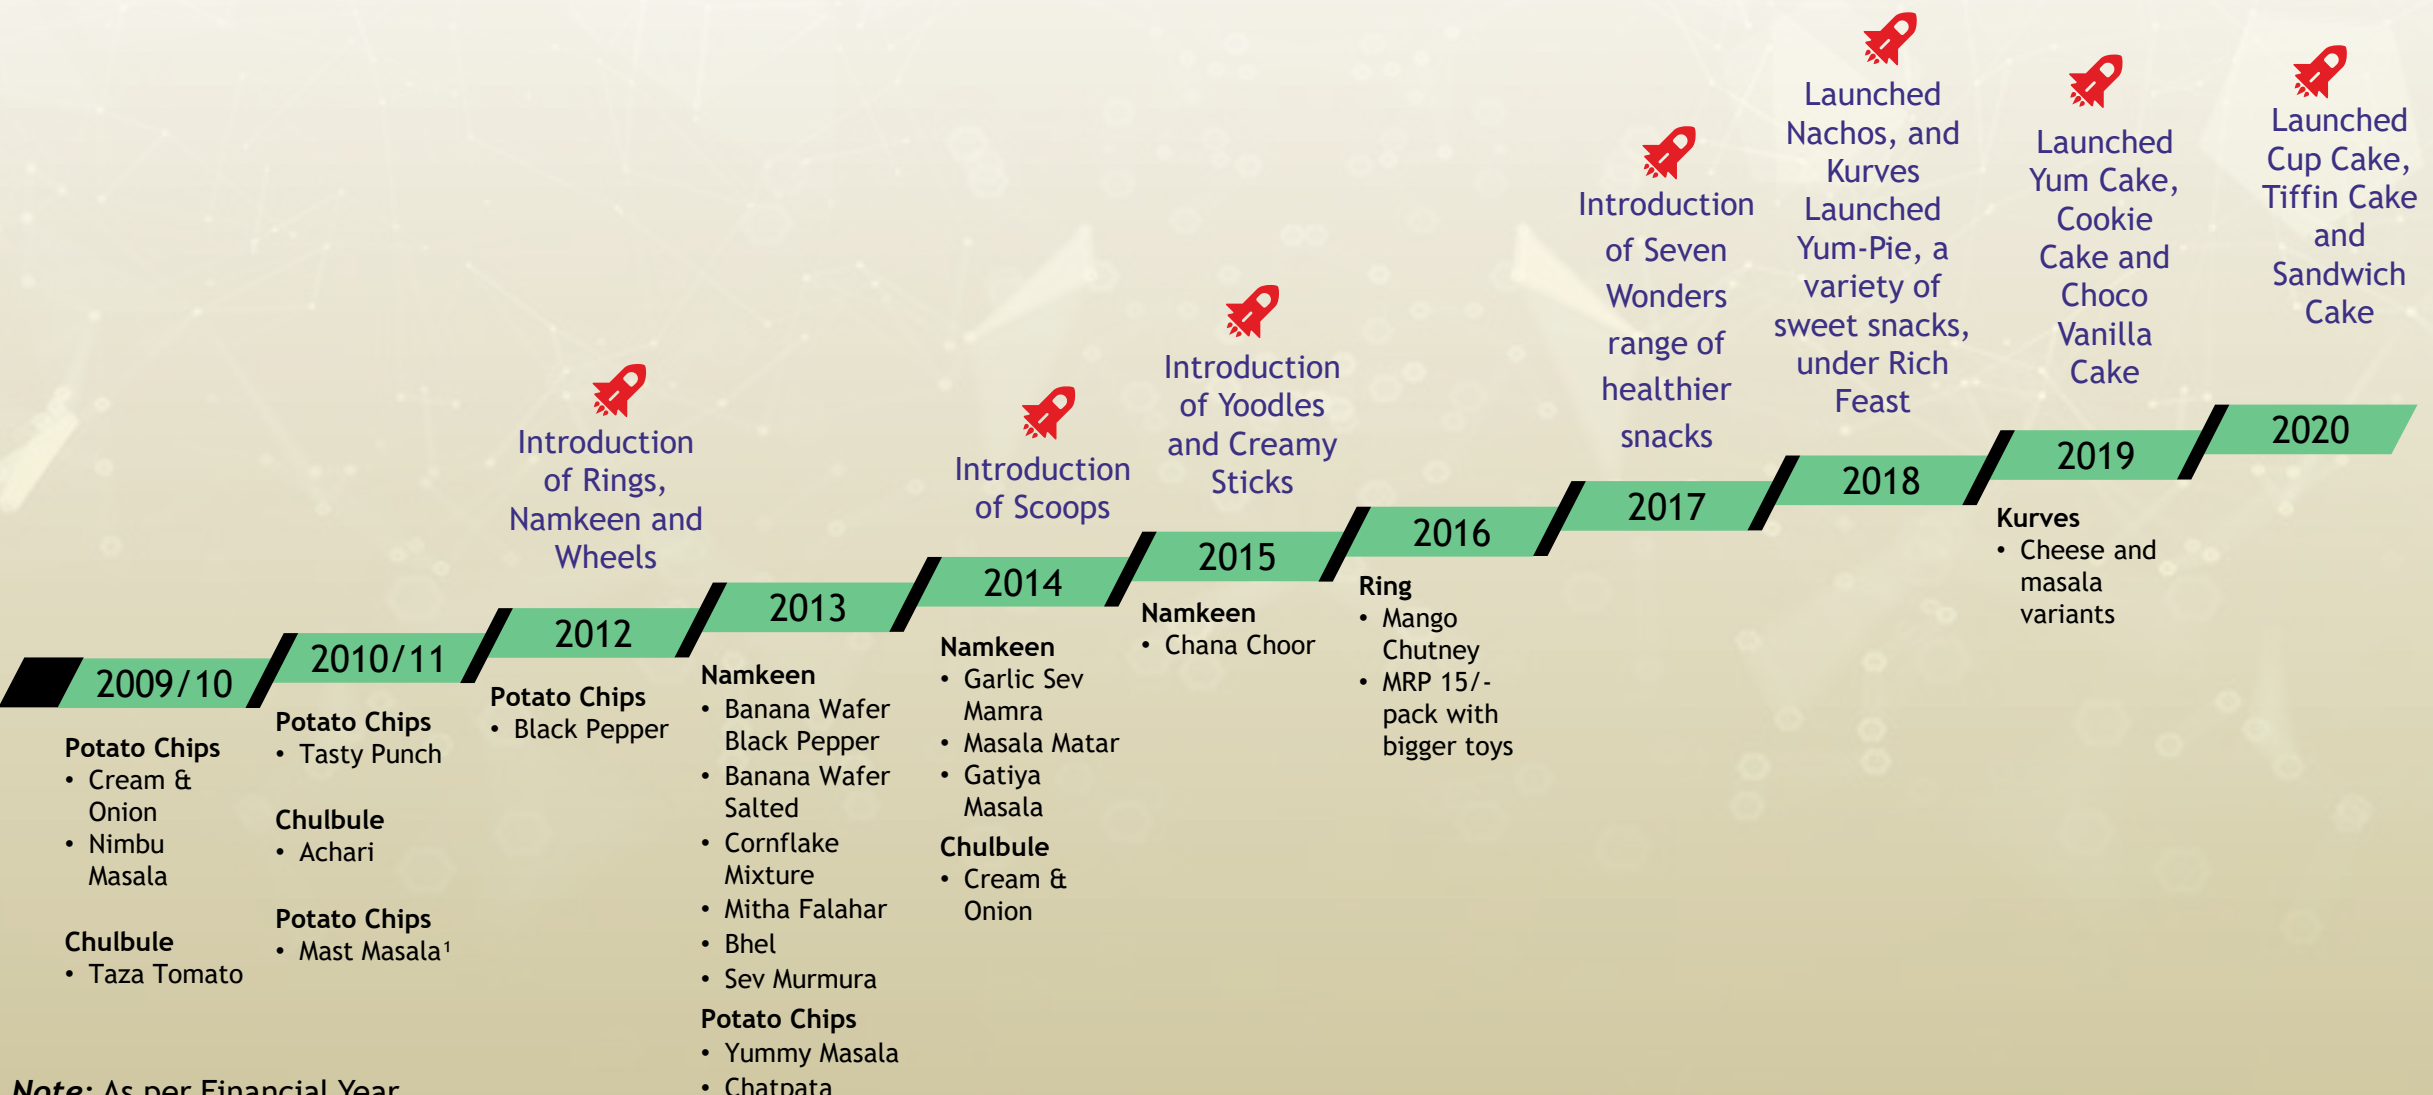 Launched
Nachos, and
Kurves
Launched
Yum-Pie, a
variety of
sweet snacks,
under Rich
Feast
Launched
Yum Cake,
Cookie
Cake and
Choco
Vanilla
Cake
Launched
Cup Cake,
Tiffin Cake
and
Sandwich
Cake
Introduction
of Seven
Wonders
range of
healthier
snacks
Introduction
of Yoodles
and Creamy
Sticks
Introduction
of Scoops
Introduction
of Rings,
Namkeen and
Wheels
2009/10
2010/11
2012
2013
2014
2015
2016
2017
2018
2019
2020
Potato Chips
• Cream &
Onion
• Nimbu
Masala
Chulbule
• Taza Tomato
Potato Chips
• Tasty Punch
Chulbule
• Achari
Potato Chips
• Mast Masala¹
Potato Chips
• Black Pepper
Namkeen
• Banana Wafer
Black Pepper
• Banana Wafer
Salted
• Cornflake
Mixture
• Mitha Falahar
• Bhel
• Sev Murmura
Potato Chips
• Yummy Masala
• Chatpata
Namkeen
• Garlic Sev
Mamra
• Masala Matar
• Gatiya
Masala
Chulbule
• Cream &
Onion
Namkeen
• Chana Choor
Ring
• Mango
Chutney
• MRP 15/-
pack with
bigger toys
Kurves
• Cheese and
masala
variants
Note: As per Financial Year